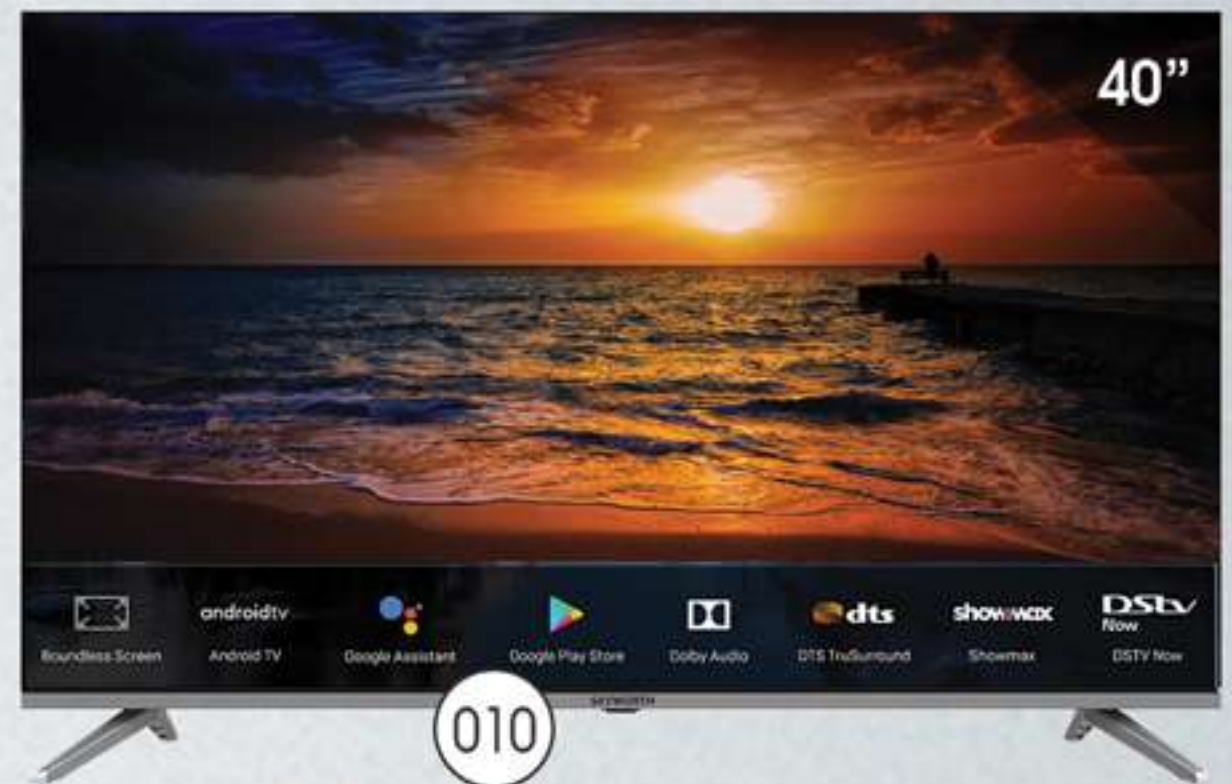 40”
androidtv
dts
showmax
DStv
Now
Boundless Screen
Android TV
Google Assistant
Google Play Store
Dolby Audio
DTS TruSurround
Showmax
DSTV Now
SKYWORTH
010